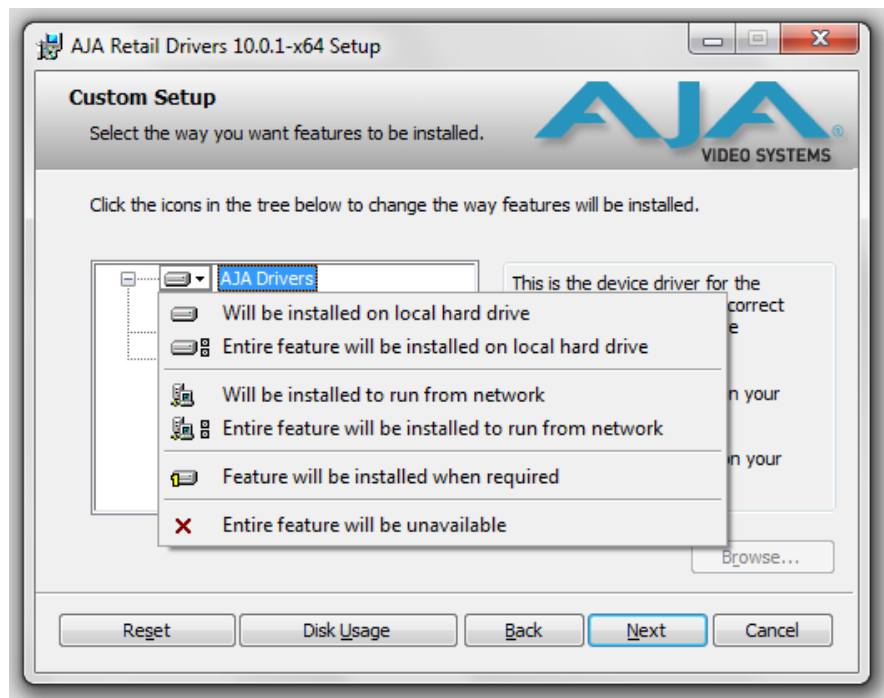 AJA Retail Drivers 10.0.1-x64 Setup
Custom Setup
Select the way you want features to be installed.
AJA
®
VIDEO SYSTEMS
Click the icons in the tree below to change the way features will be installed.
AJA Drivers
This is the device driver for the
correct
e
Will be installed on local hard drive
Entire feature will be installed on local hard drive
Will be installed to run from network
n your
Entire feature will be installed to run from network
on your
Feature will be installed when required
Entire feature will be unavailable
Browse...
Reset
Disk Usage
Back
Next
Cancel